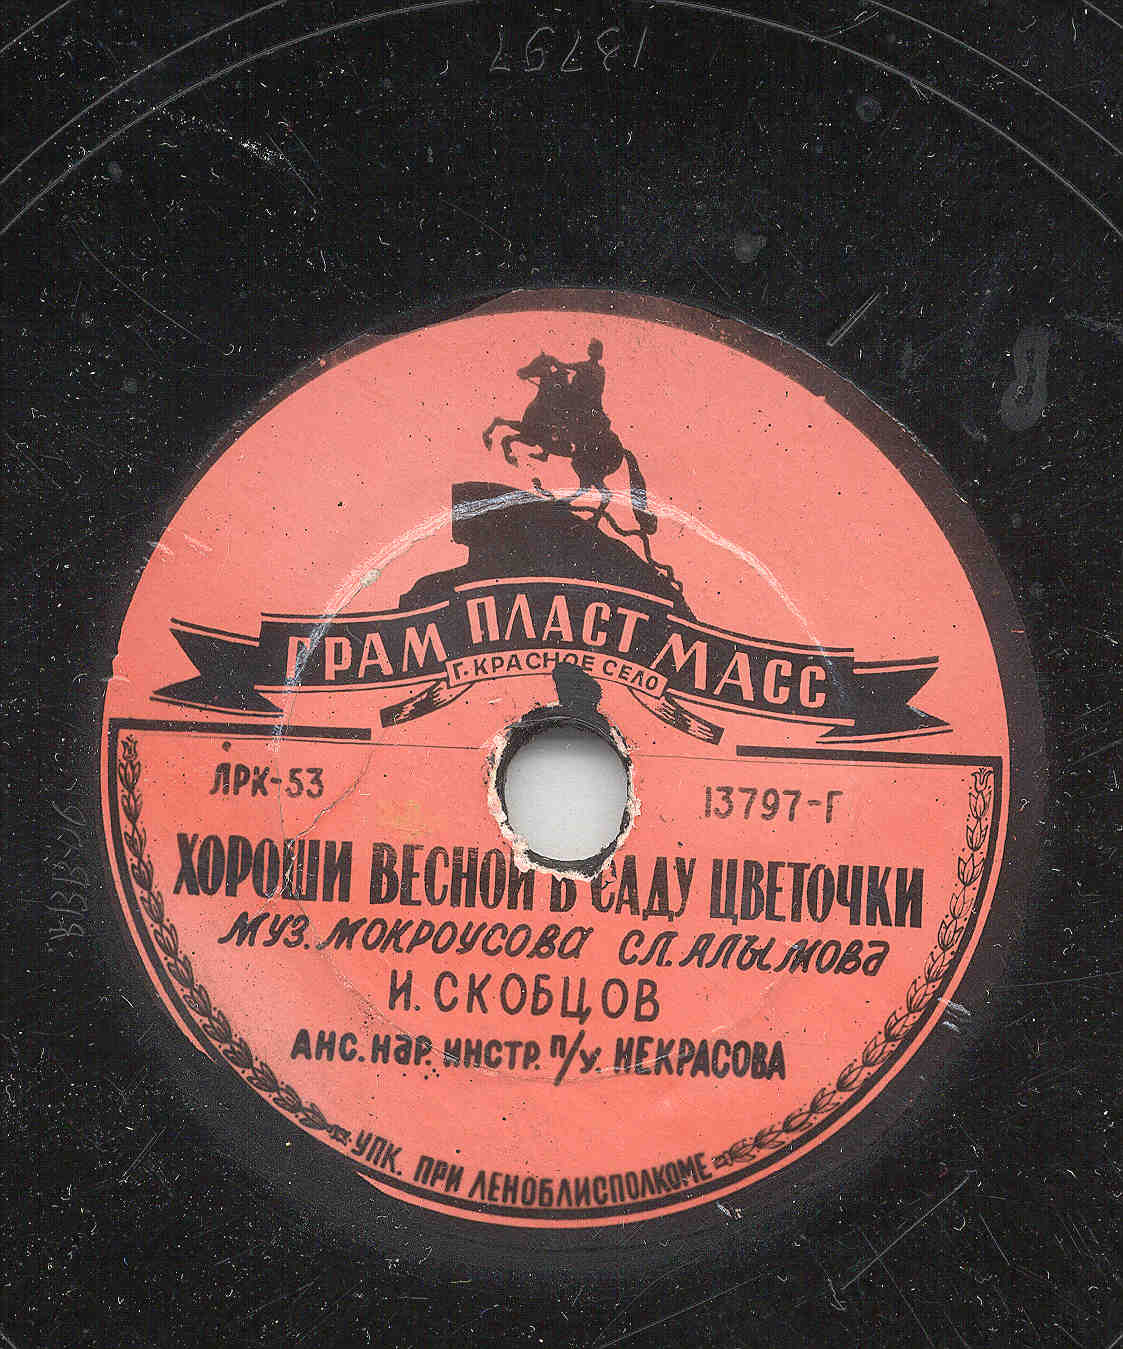 13797
ГРАМ ПЛАСТ МАСС
Г. КРАСНОЕ СЕЛО
ЛРК-53
13797-Г
ХОРОШИ ВЕСНОЙ В САДУ ЦВЕТОЧКИ
МУЗ. МОКРОУСОВА СЛ. АЛЫМОВА
И. СКОБЦОВ
АНС. НАР. ИНСТР. П/У. НЕКРАСОВА
УПК. ПРИ ЛЕНОБЛИСПОЛКОМЕ